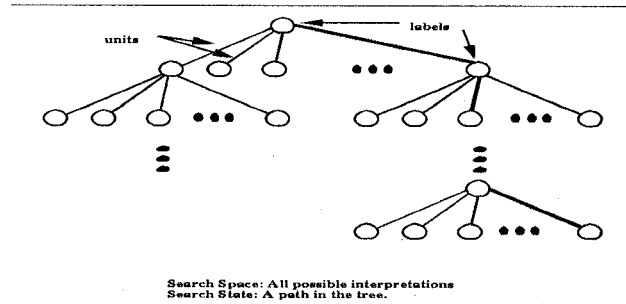 labels
units
Search Space: All possible interpretations
Search State: A path in the tree.